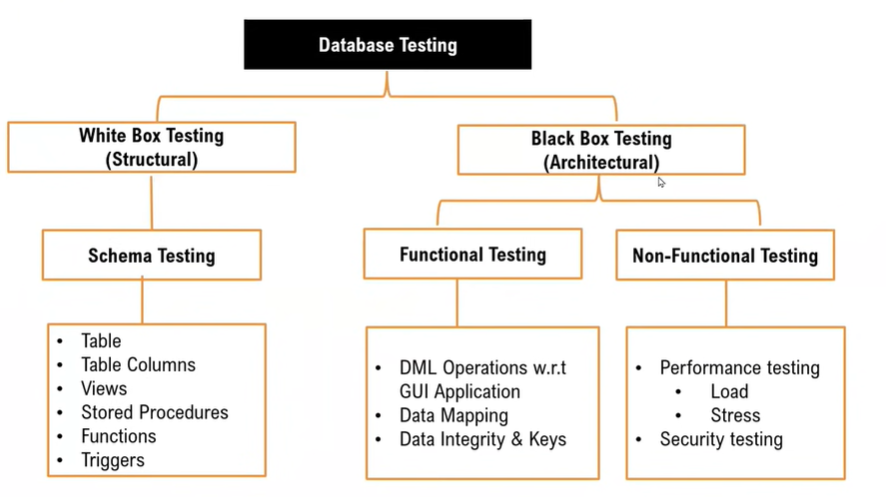 Database Testing
White Box Testing
(Structural)
Black Box Testing
(Architectural)
Schema Testing
Functional Testing
Non-Functional Testing
• Table
• Table Columns
• Views
• Stored Procedures
• Functions
• Triggers
• DML Operations w.r.t
GUI Application
• Data Mapping
• Data Integrity & Keys
• Performance testing
• Load
• Stress
• Security testing